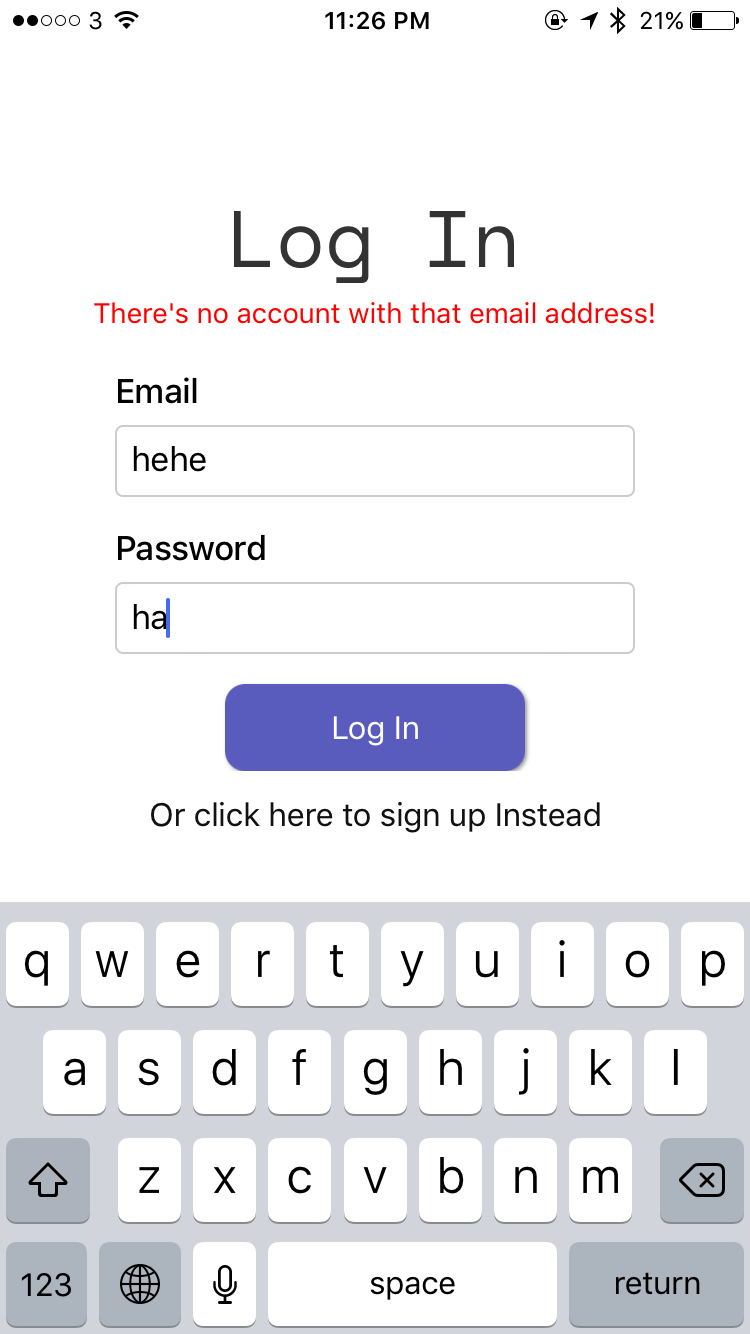 3 11:26 PM 21%
Log In
There's no account with that email address!
Email
hehe
Password
ha
Log In
Or click here to sign up Instead
q w e r t y u i o p
a s d f g h j k l
z x c v b n m
123 space return